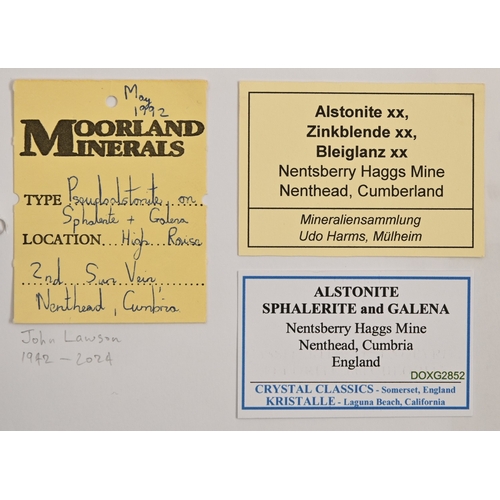 May
1992
MOORLAND
MINERALS
TYPE Pseudoalstonite on
Sphalerite + Galena
LOCATION High Raise
2nd Sun Vein
Nenthead, Cumbria
John Lawson
1942 - 2024
Alstonite xx,
Zinkblende xx,
Bleiglanz xx
Nentsberry Haggs Mine
Nenthead, Cumberland
Mineraliensammlung
Udo Harms, Mülheim
ALSTONITE
SPHALERITE and GALENA
Nentsberry Haggs Mine
Nenthead, Cumbria
England
DOXG2852
CRYSTAL CLASSICS - Somerset, England
KRISTALLE - Laguna Beach, California